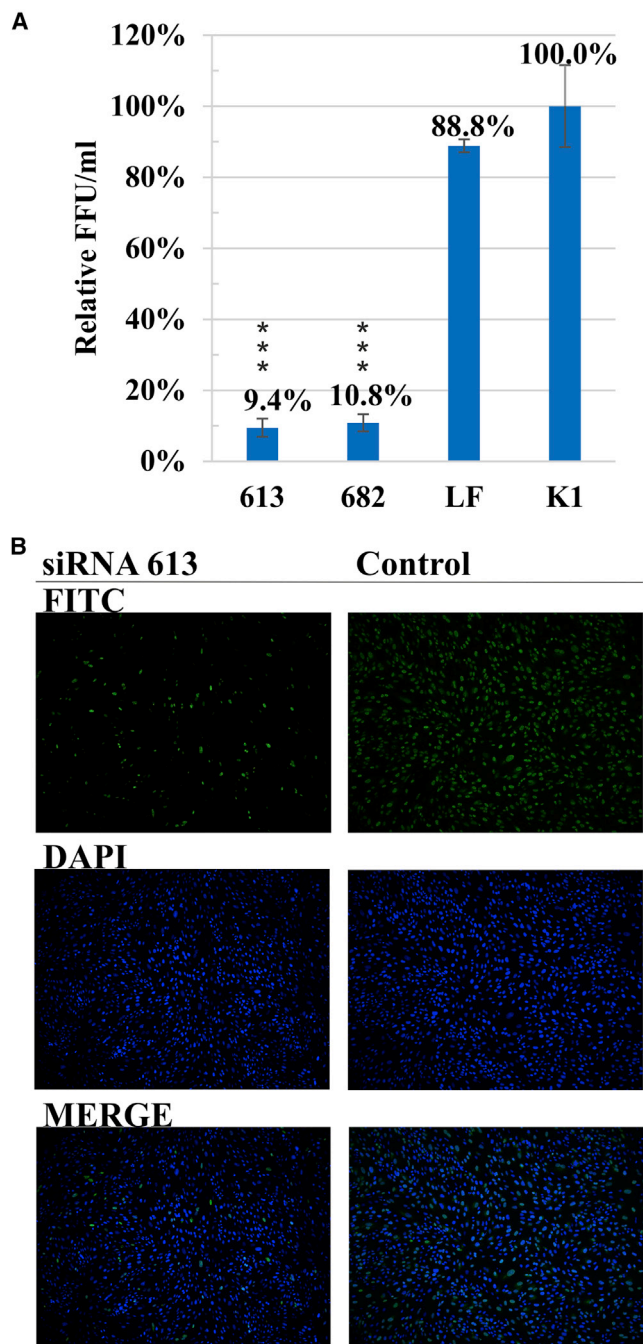 A
120%
100%
80%
60%
40%
20%
0%
Relative FFU/ml
***
9.4%
***
10.8%
88.8%
100.0%
613 682 LF K1
B
siRNA 613 Control
FITC
DAPI
MERGE